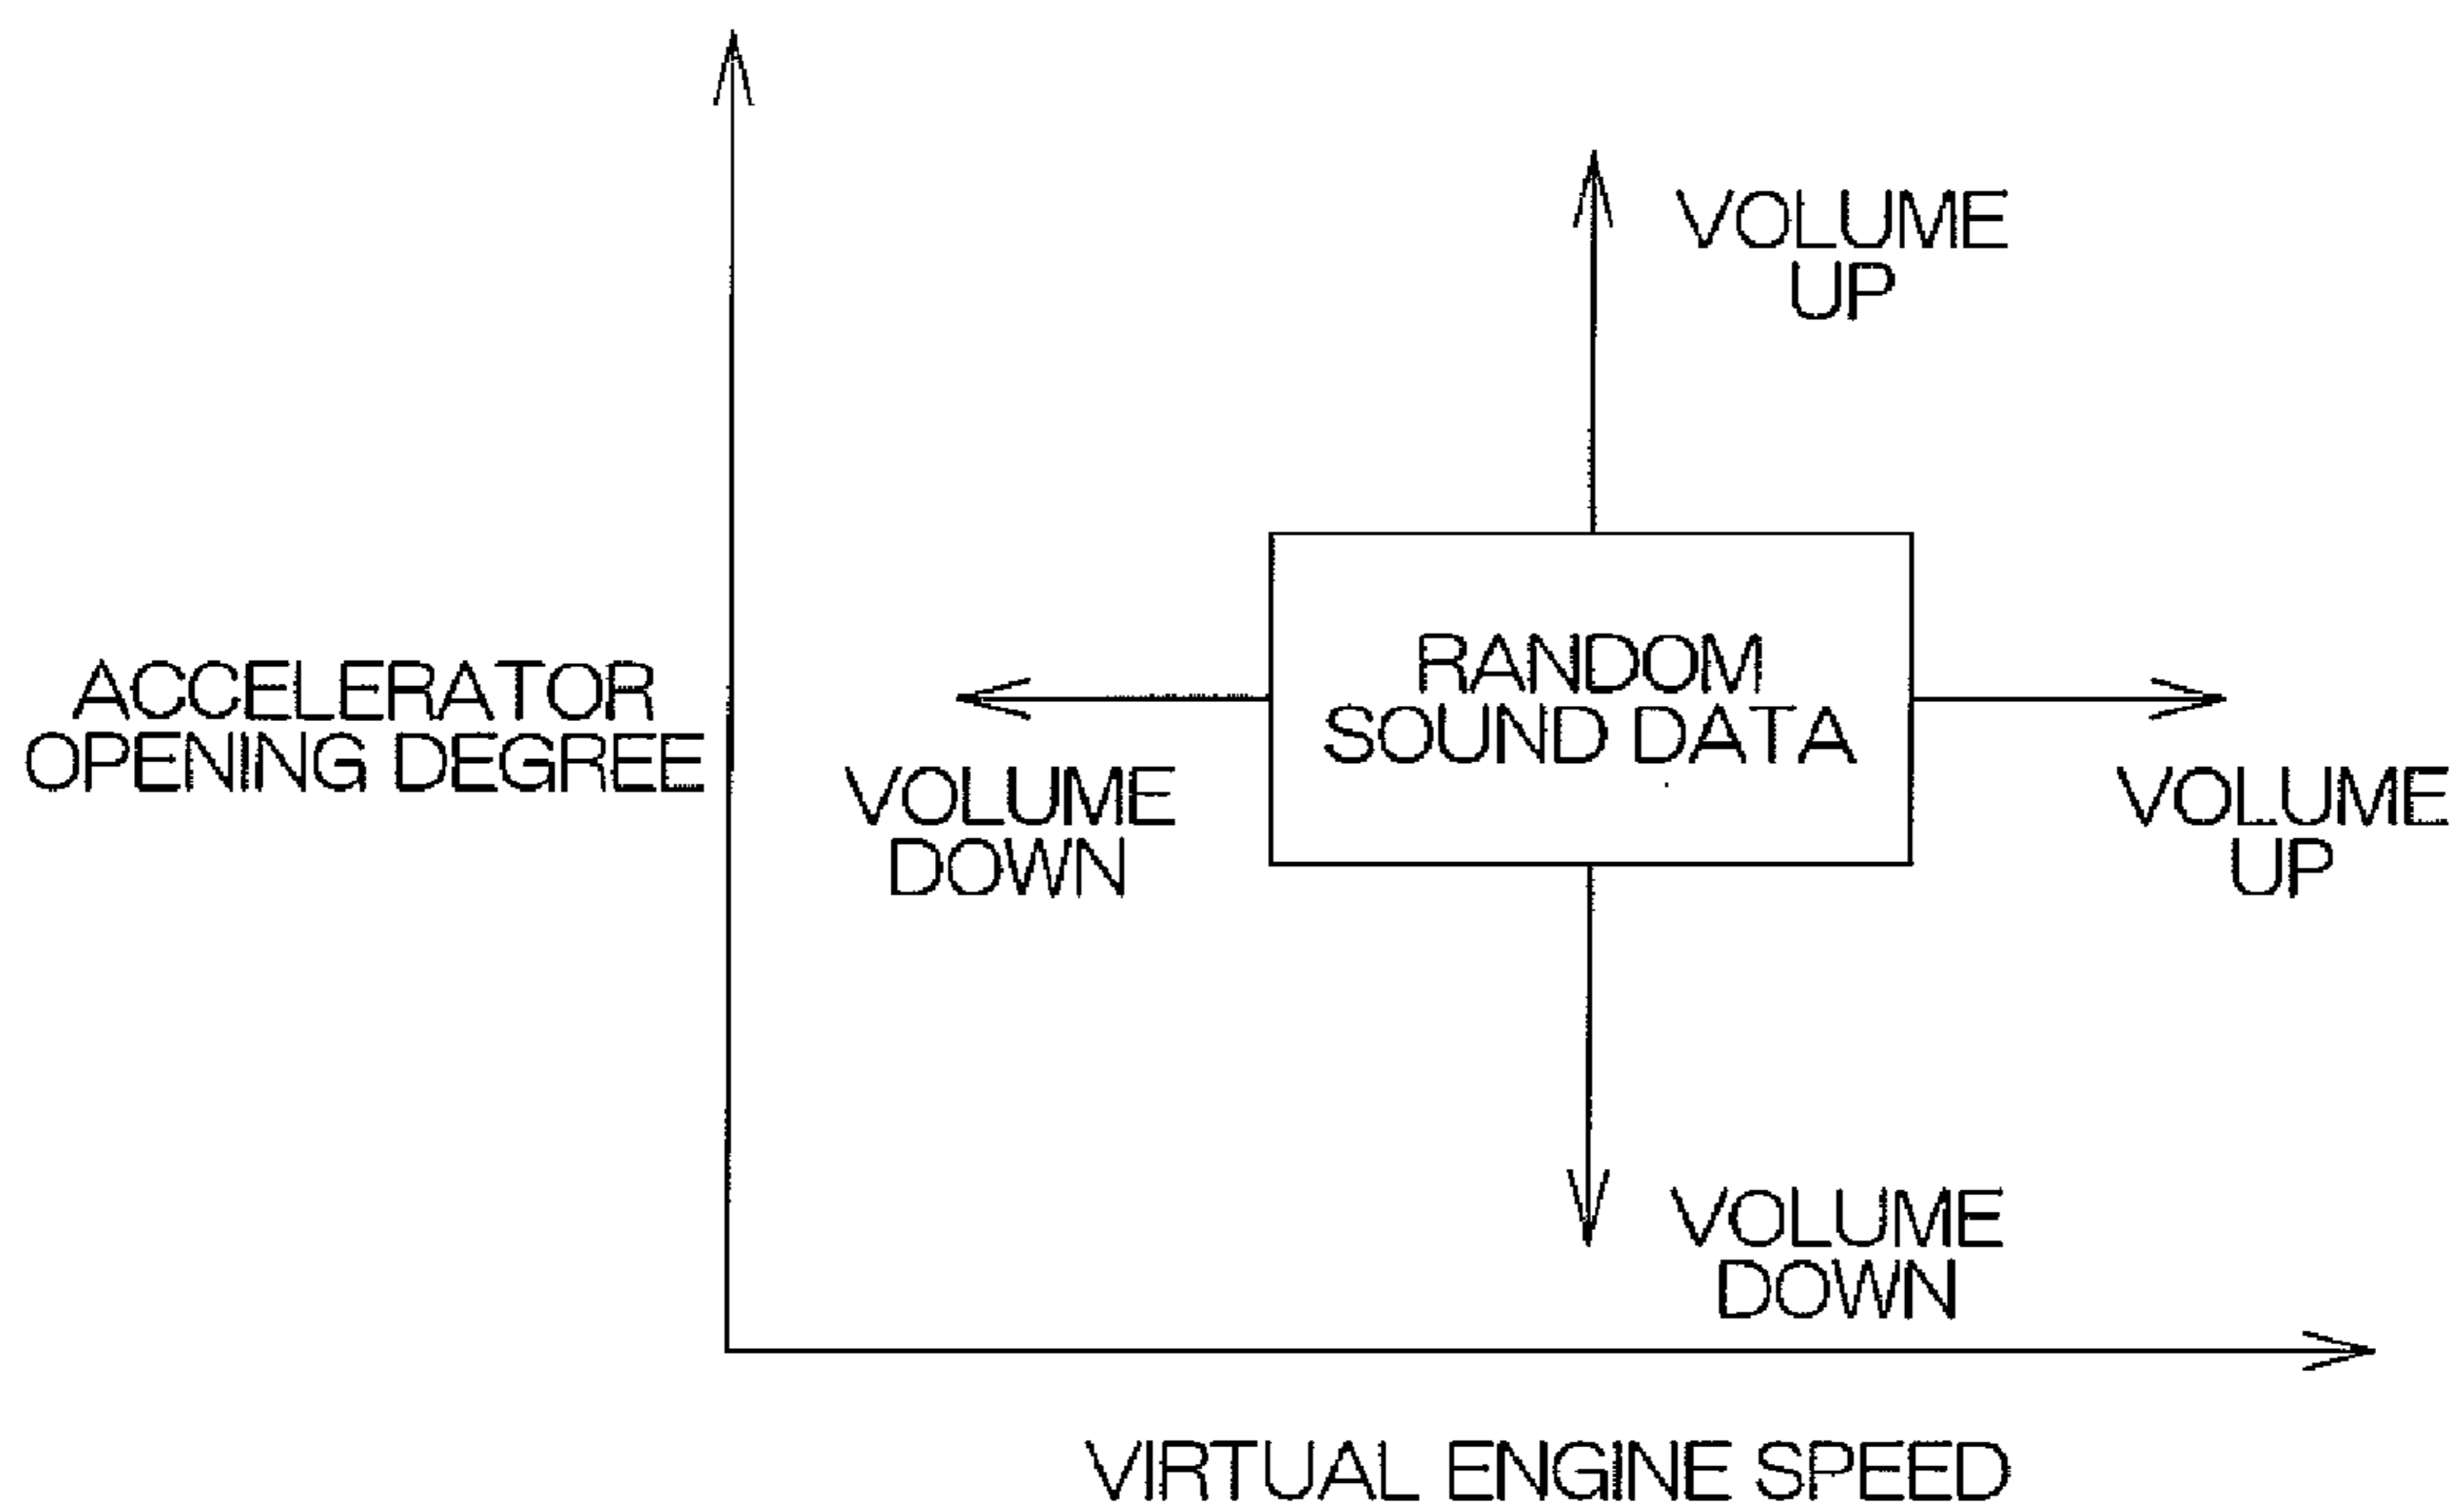 VOLUME
UP
ACCELERATOR
OPENING DEGREE
RANDOM
SOUND DATA
VOLUME
DOWN
VOLUME
UP
VOLUME
DOWN
VIRTUAL ENGINE SPEED